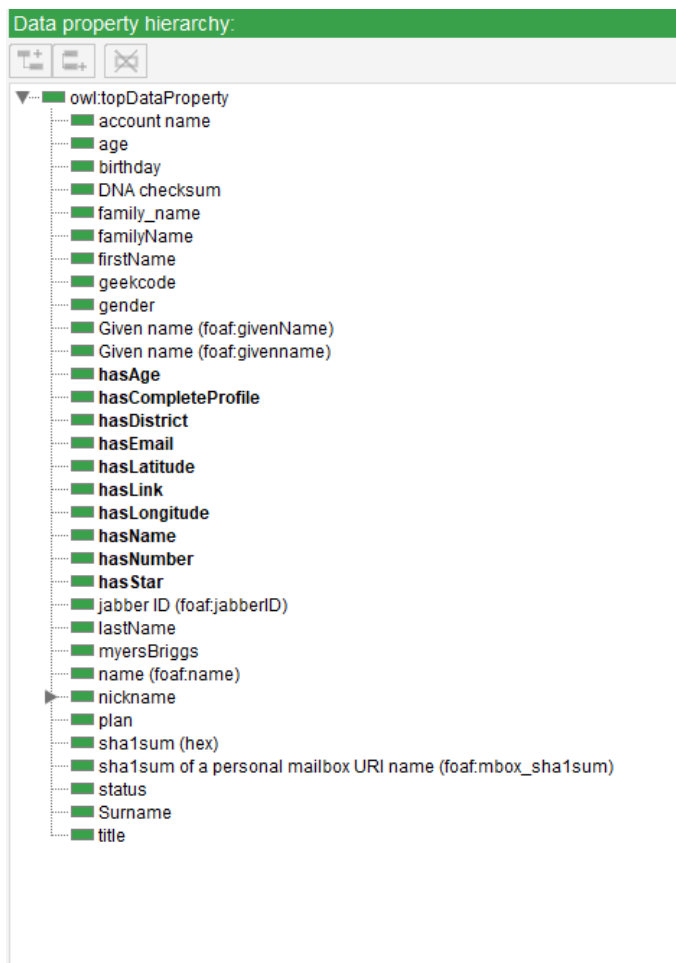 Data property hierarchy:
owl:topDataProperty
account name
age
birthday
DNA checksum
family_name
familyName
firstName
geekcode
gender
Given name (foaf:givenName)
Given name (foaf:givenname)
hasAge
hasCompleteProfile
hasDistrict
hasEmail
hasLatitude
hasLink
hasLongitude
hasName
hasNumber
hasStar
jabber ID (foaf:jabberID)
lastName
myersBriggs
name (foaf:name)
nickname
plan
sha1sum (hex)
sha1sum of a personal mailbox URI name (foaf:mbox_sha1sum)
status
Surname
title